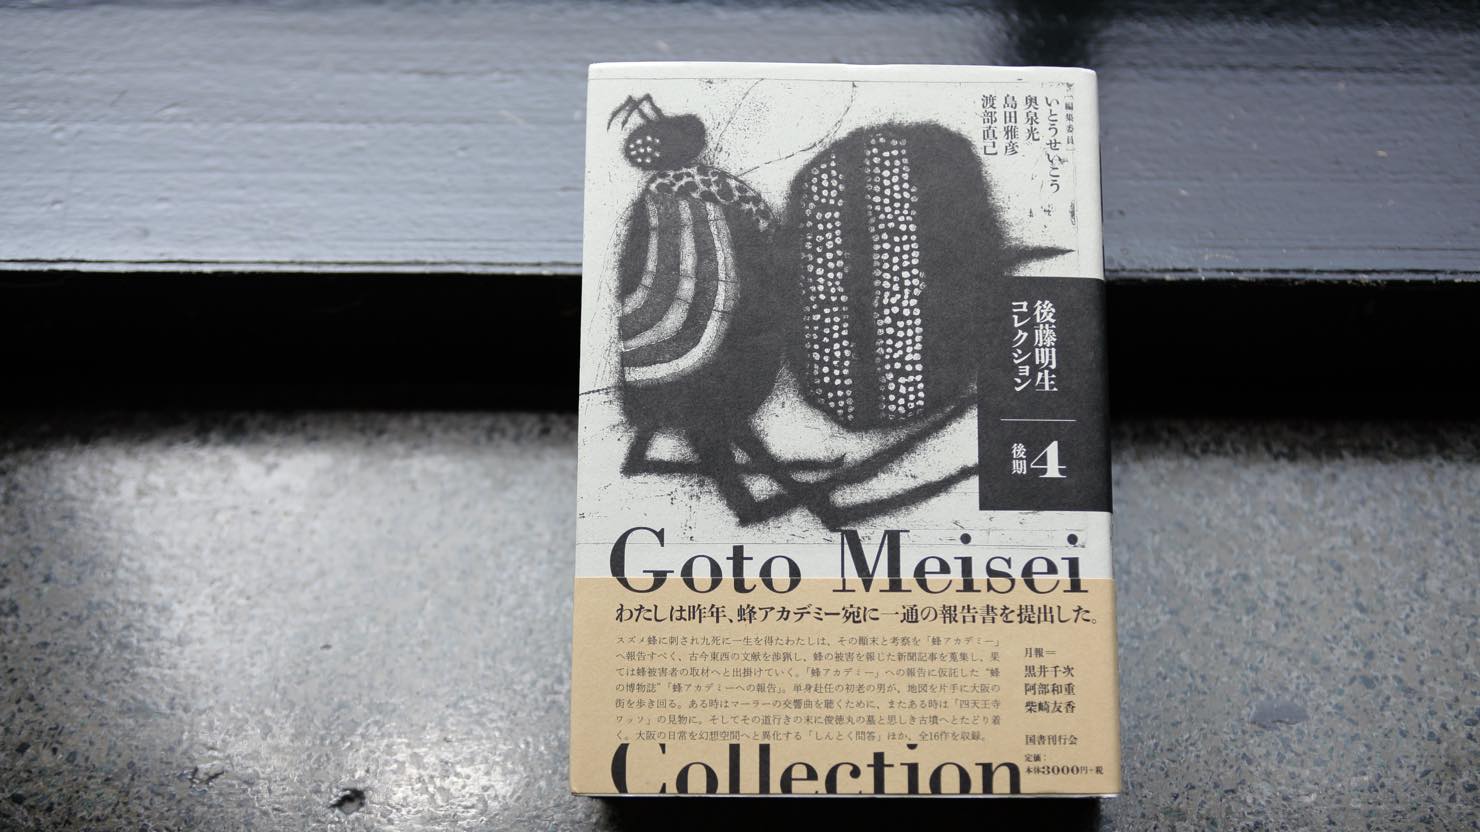 ［編集委員］
いとうせいこう
奥泉光
島田雅彦
渡部直己
後藤明生
コレクション
4
後期
Goto Meisei
わたしは昨年、蜂アカデミー宛に一通の報告書を提出した。
スズメ蜂に刺され九死に一生を得たわたしは、その顚末と考察を「蜂アカデミー」
へ報告すべく、古今東西の文献を渉猟し、蜂の被害を報じた新聞記事を蒐集し、果
ては蜂被害者の取材へと出掛けていく。「蜂アカデミー」への報告に仮託した“蜂
の博物誌”「蜂アカデミーへの報告」。単身赴任の初老の男が、地図を片手に大阪の
街を歩き回る。ある時はマーラーの交響曲を聴くために、またある時は「四天王寺
ワッソ」の見物に。そしてその道行きの末に俊徳丸の墓と思しき古墳へとたどり着
く。大阪の日常を幻想空間へと異化する「しんとく問答」ほか、全16作を収録。
月報＝
黒井千次
阿部和重
柴崎友香
国書刊行会
定価：
本体3000円+税
Collection